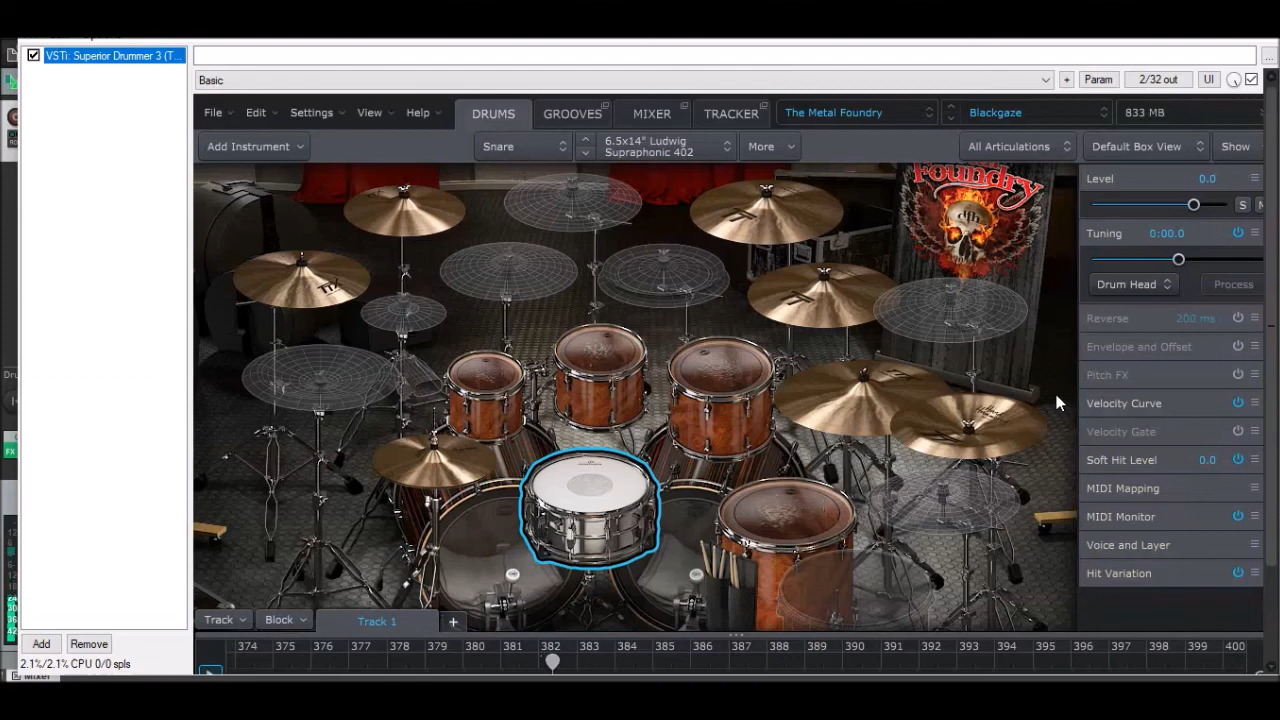 VSTi: Superior Drummer 3 (T...
...
Basic
+
Param
2/32 out
UI
File
Edit
Settings
View
Help
DRUMS
GROOVES
MIXER
TRACKER
The Metal Foundry
Blackgaze
833 MB
Add Instrument
Snare
6.5x14" Ludwig
Supraphonic 402
More
All Articulations
Default Box View
Show
Foundry
dfh
Level
0.0
S
M
Tuning
0:00.0
Drum Head
Process
Reverse
200 ms
Envelope and Offset
Pitch FX
Velocity Curve
Velocity Gate
Soft Hit Level
0.0
MIDI Mapping
MIDI Monitor
Voice and Layer
Hit Variation
Track
Block
Track 1
+
374 375 376 377 378 379 380 381 382 383 384 385 386 387 388 389 390 391 392 393 394 395 396 397 398 399 400
FX
Add
Remove
2.1%/2.1% CPU 0/0 spls
Mixer